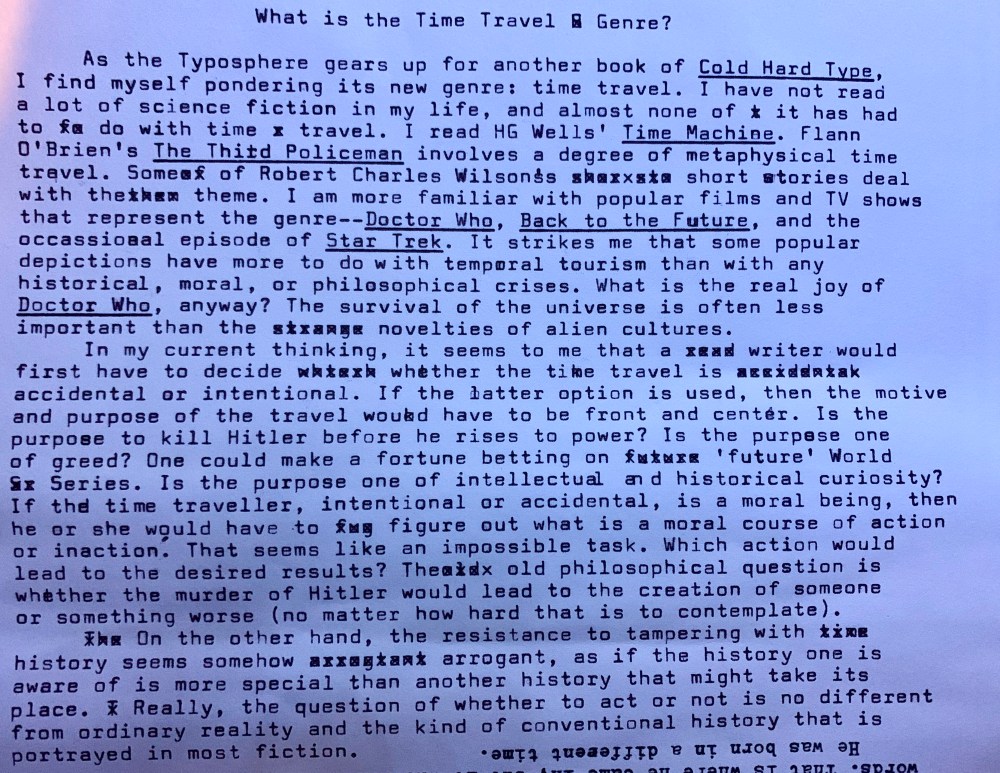 What is the Time Travel Genre?
As the Typosphere gears up for another book of Cold Hard Type,
I find myself pondering its new genre: time travel. I have not read
a lot of science fiction in my life, and almost none of it has had
to do with time travel. I read HG Wells' Time Machine. Flann
O'Brien's The Third Policeman involves a degree of metaphysical time
travel. Some of Robert Charles Wilson's short stories deal
with the theme. I am more familiar with popular films and TV shows
that represent the genre--Doctor Who, Back to the Future, and the
occassional episode of Star Trek. It strikes me that some popular
depictions have more to do with temporal tourism than with any
historical, moral, or philosophical crises. What is the real joy of
Doctor Who, anyway? The survival of the universe is often less
important than the strange novelties of alien cultures.
In my current thinking, it seems to me that a writer would
first have to decide whether the time travel is
accidental or intentional. If the latter option is used, then the motive
and purpose of the travel would have to be front and center. Is the
purpose to kill Hitler before he rises to power? Is the purpose one
of greed? One could make a fortune betting on 'future' World
Series. Is the purpose one of intellectual and historical curiosity?
If the time traveller, intentional or accidental, is a moral being, then
he or she would have to figure out what is a moral course of action
or inaction. That seems like an impossible task. Which action would
lead to the desired results? The old philosophical question is
whether the murder of Hitler would lead to the creation of someone
or something worse (no matter how hard that is to contemplate).
On the other hand, the resistance to tampering with time
history seems somehow arrogant, as if the history one is
aware of is more special than another history that might take its
place. Really, the question of whether to act or not is no different
from ordinary reality and the kind of conventional history that is
portrayed in most fiction.
He was born in a different time.
words. That is where he came